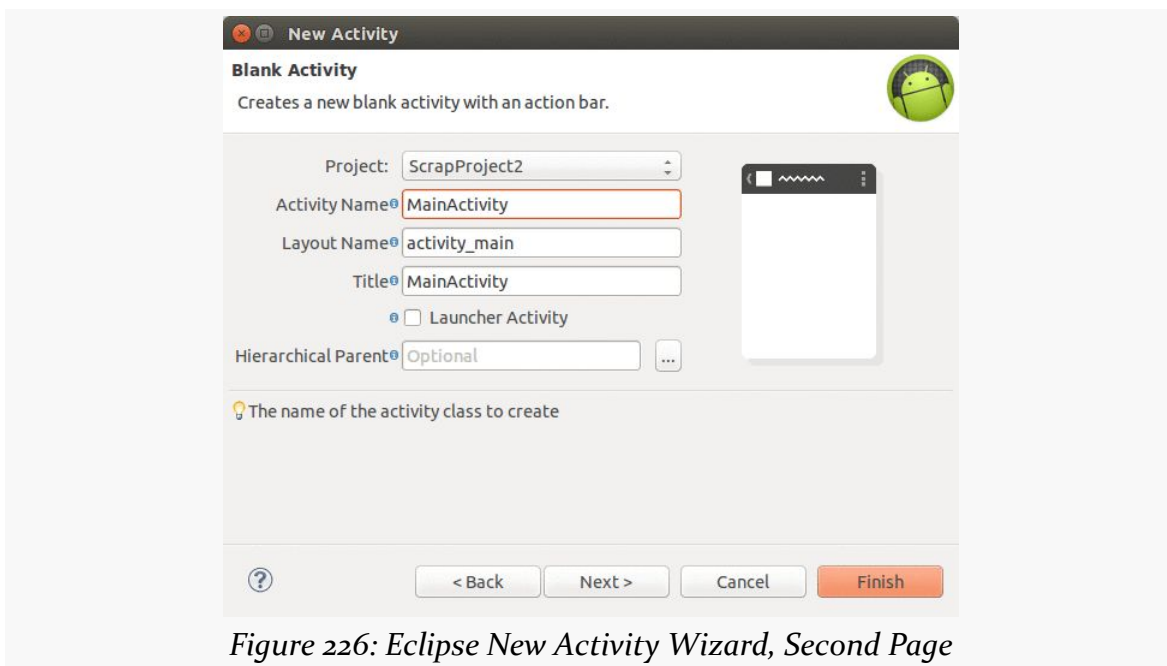 New Activity
Blank Activity
Creates a new blank activity with an action bar.
Project: ScrapProject2
Activity Name MainActivity
Layout Name activity_main
Title MainActivity
Launcher Activity
Hierarchical Parent Optional ...
The name of the activity class to create
? < Back Next > Cancel Finish
Figure 226: Eclipse New Activity Wizard, Second Page